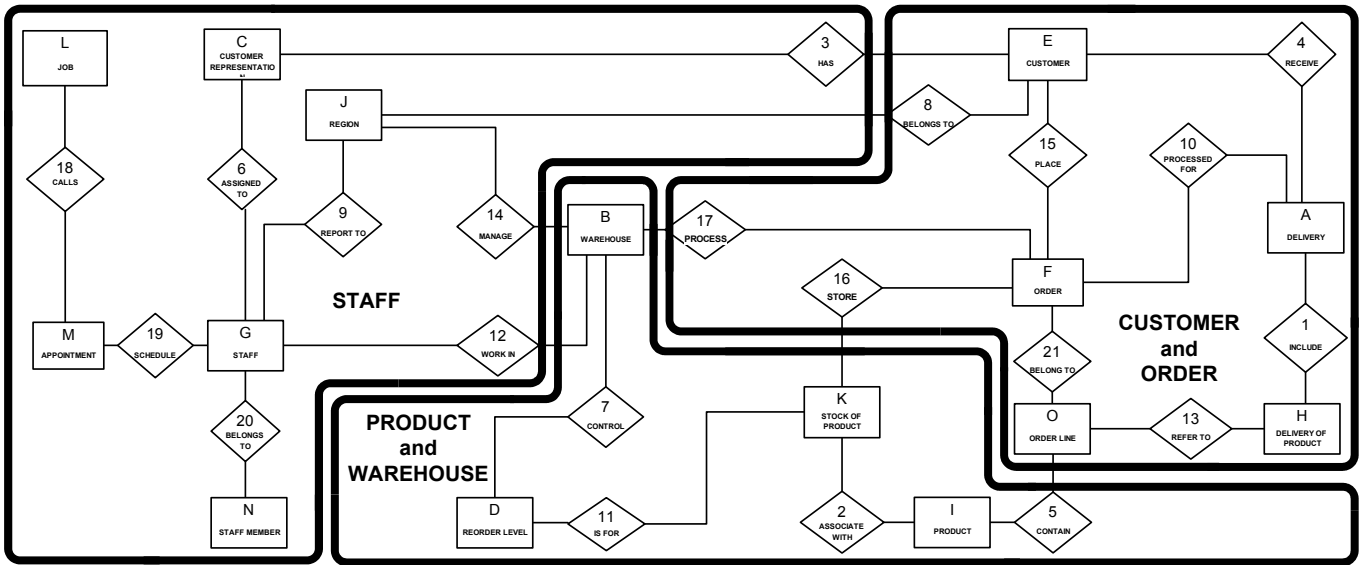 L
JOB
C
CUSTOMER
REPRESENTATIO
3
HAS
E
CUSTOMER
4
RECEIVE
J
REGION
8
BELONGS TO
18
CALLS
6
ASSIGNED
TO
15
PLACE
10
PROCESSED
FOR
9
REPORT TO
14
MANAGE
B
WAREHOUSE
17
PROCESS
A
DELIVERY
STAFF
16
STORE
F
ORDER
CUSTOMER
and
ORDER
M
APPOINTMENT
19
SCHEDULE
G
STAFF
12
WORK IN
21
BELONG TO
1
INCLUDE
20
BELONGS
TO
PRODUCT
and
WAREHOUSE
7
CONTROL
K
STOCK OF
PRODUCT
O
ORDER LINE
13
REFER TO
H
DELIVERY OF
PRODUCT
N
STAFF MEMBER
D
REORDER LEVEL
11
IS FOR
2
ASSOCIATE
WITH
I
PRODUCT
5
CONTAIN